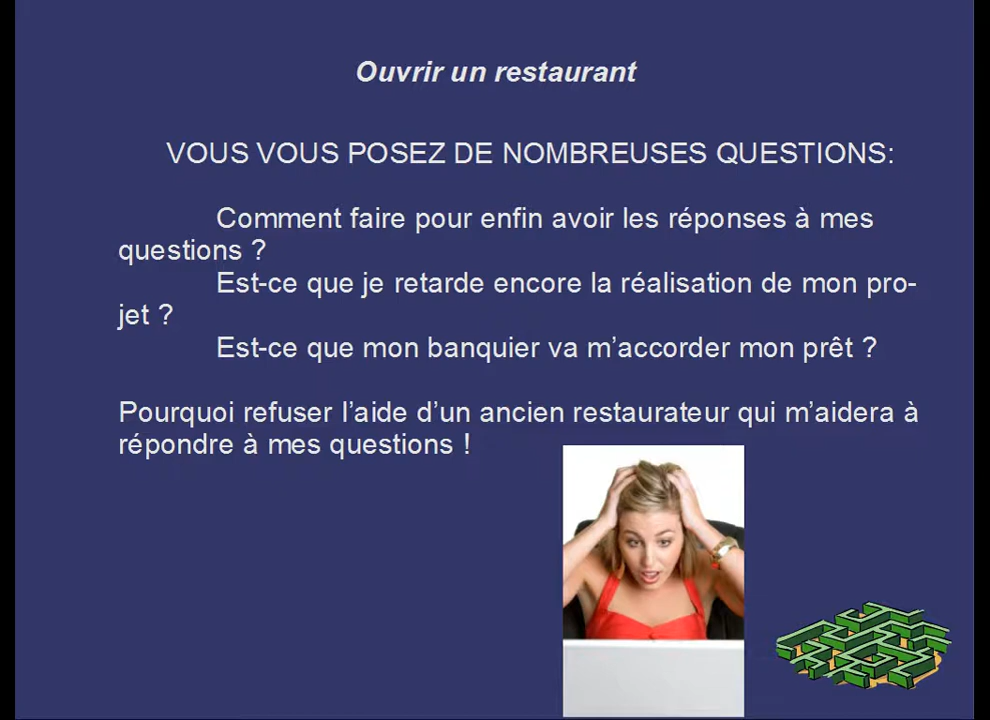 Ouvrir un restaurant
VOUS VOUS POSEZ DE NOMBREUSES QUESTIONS:
Comment faire pour enfin avoir les réponses à mes
questions ?
Est-ce que je retarde encore la réalisation de mon pro-
jet ?
Est-ce que mon banquier va m’accorder mon prêt ?
Pourquoi refuser l’aide d’un ancien restaurateur qui m’aidera à
répondre à mes questions !